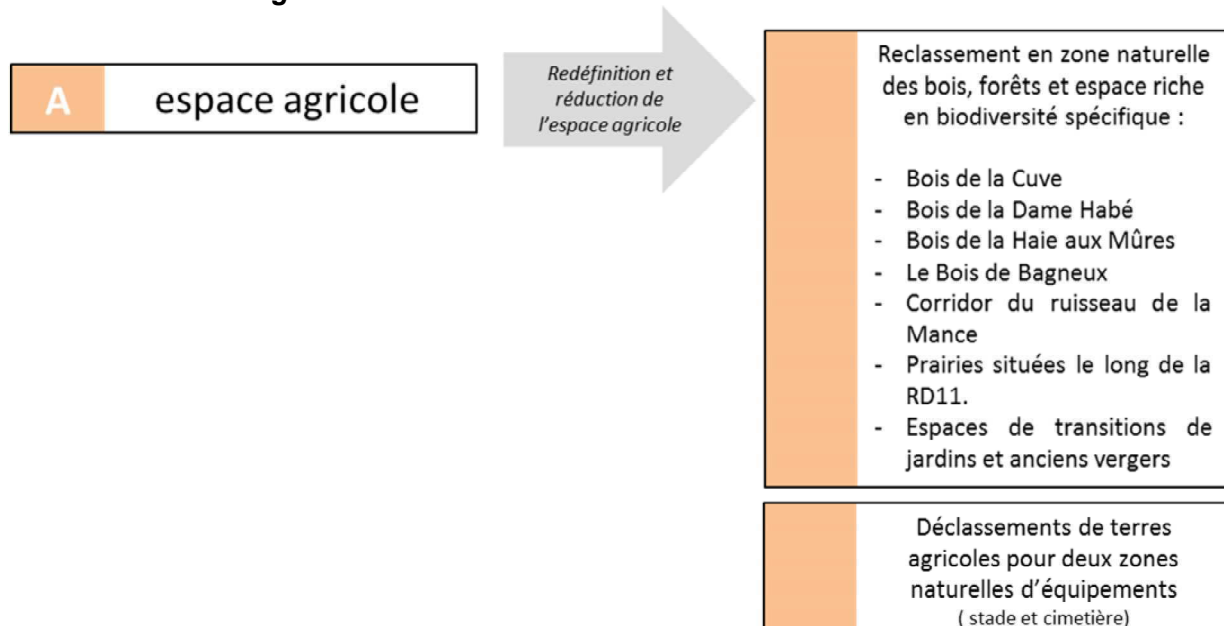 A
espace agricole
Redéfinition et
réduction de
l'espace agricole
Reclassement en zone naturelle
des bois, forêts et espace riche
en biodiversité spécifique :
- Bois de la Cuve
- Bois de la Dame Habé
- Bois de la Haie aux Mûres
- Le Bois de Bagneux
- Corridor du ruisseau de la
Mance
- Prairies situées le long de la
RD11.
- Espaces de transitions de
jardins et anciens vergers
Déclassements de terres
agricoles pour deux zones
naturelles d'équipements
( stade et cimetière)